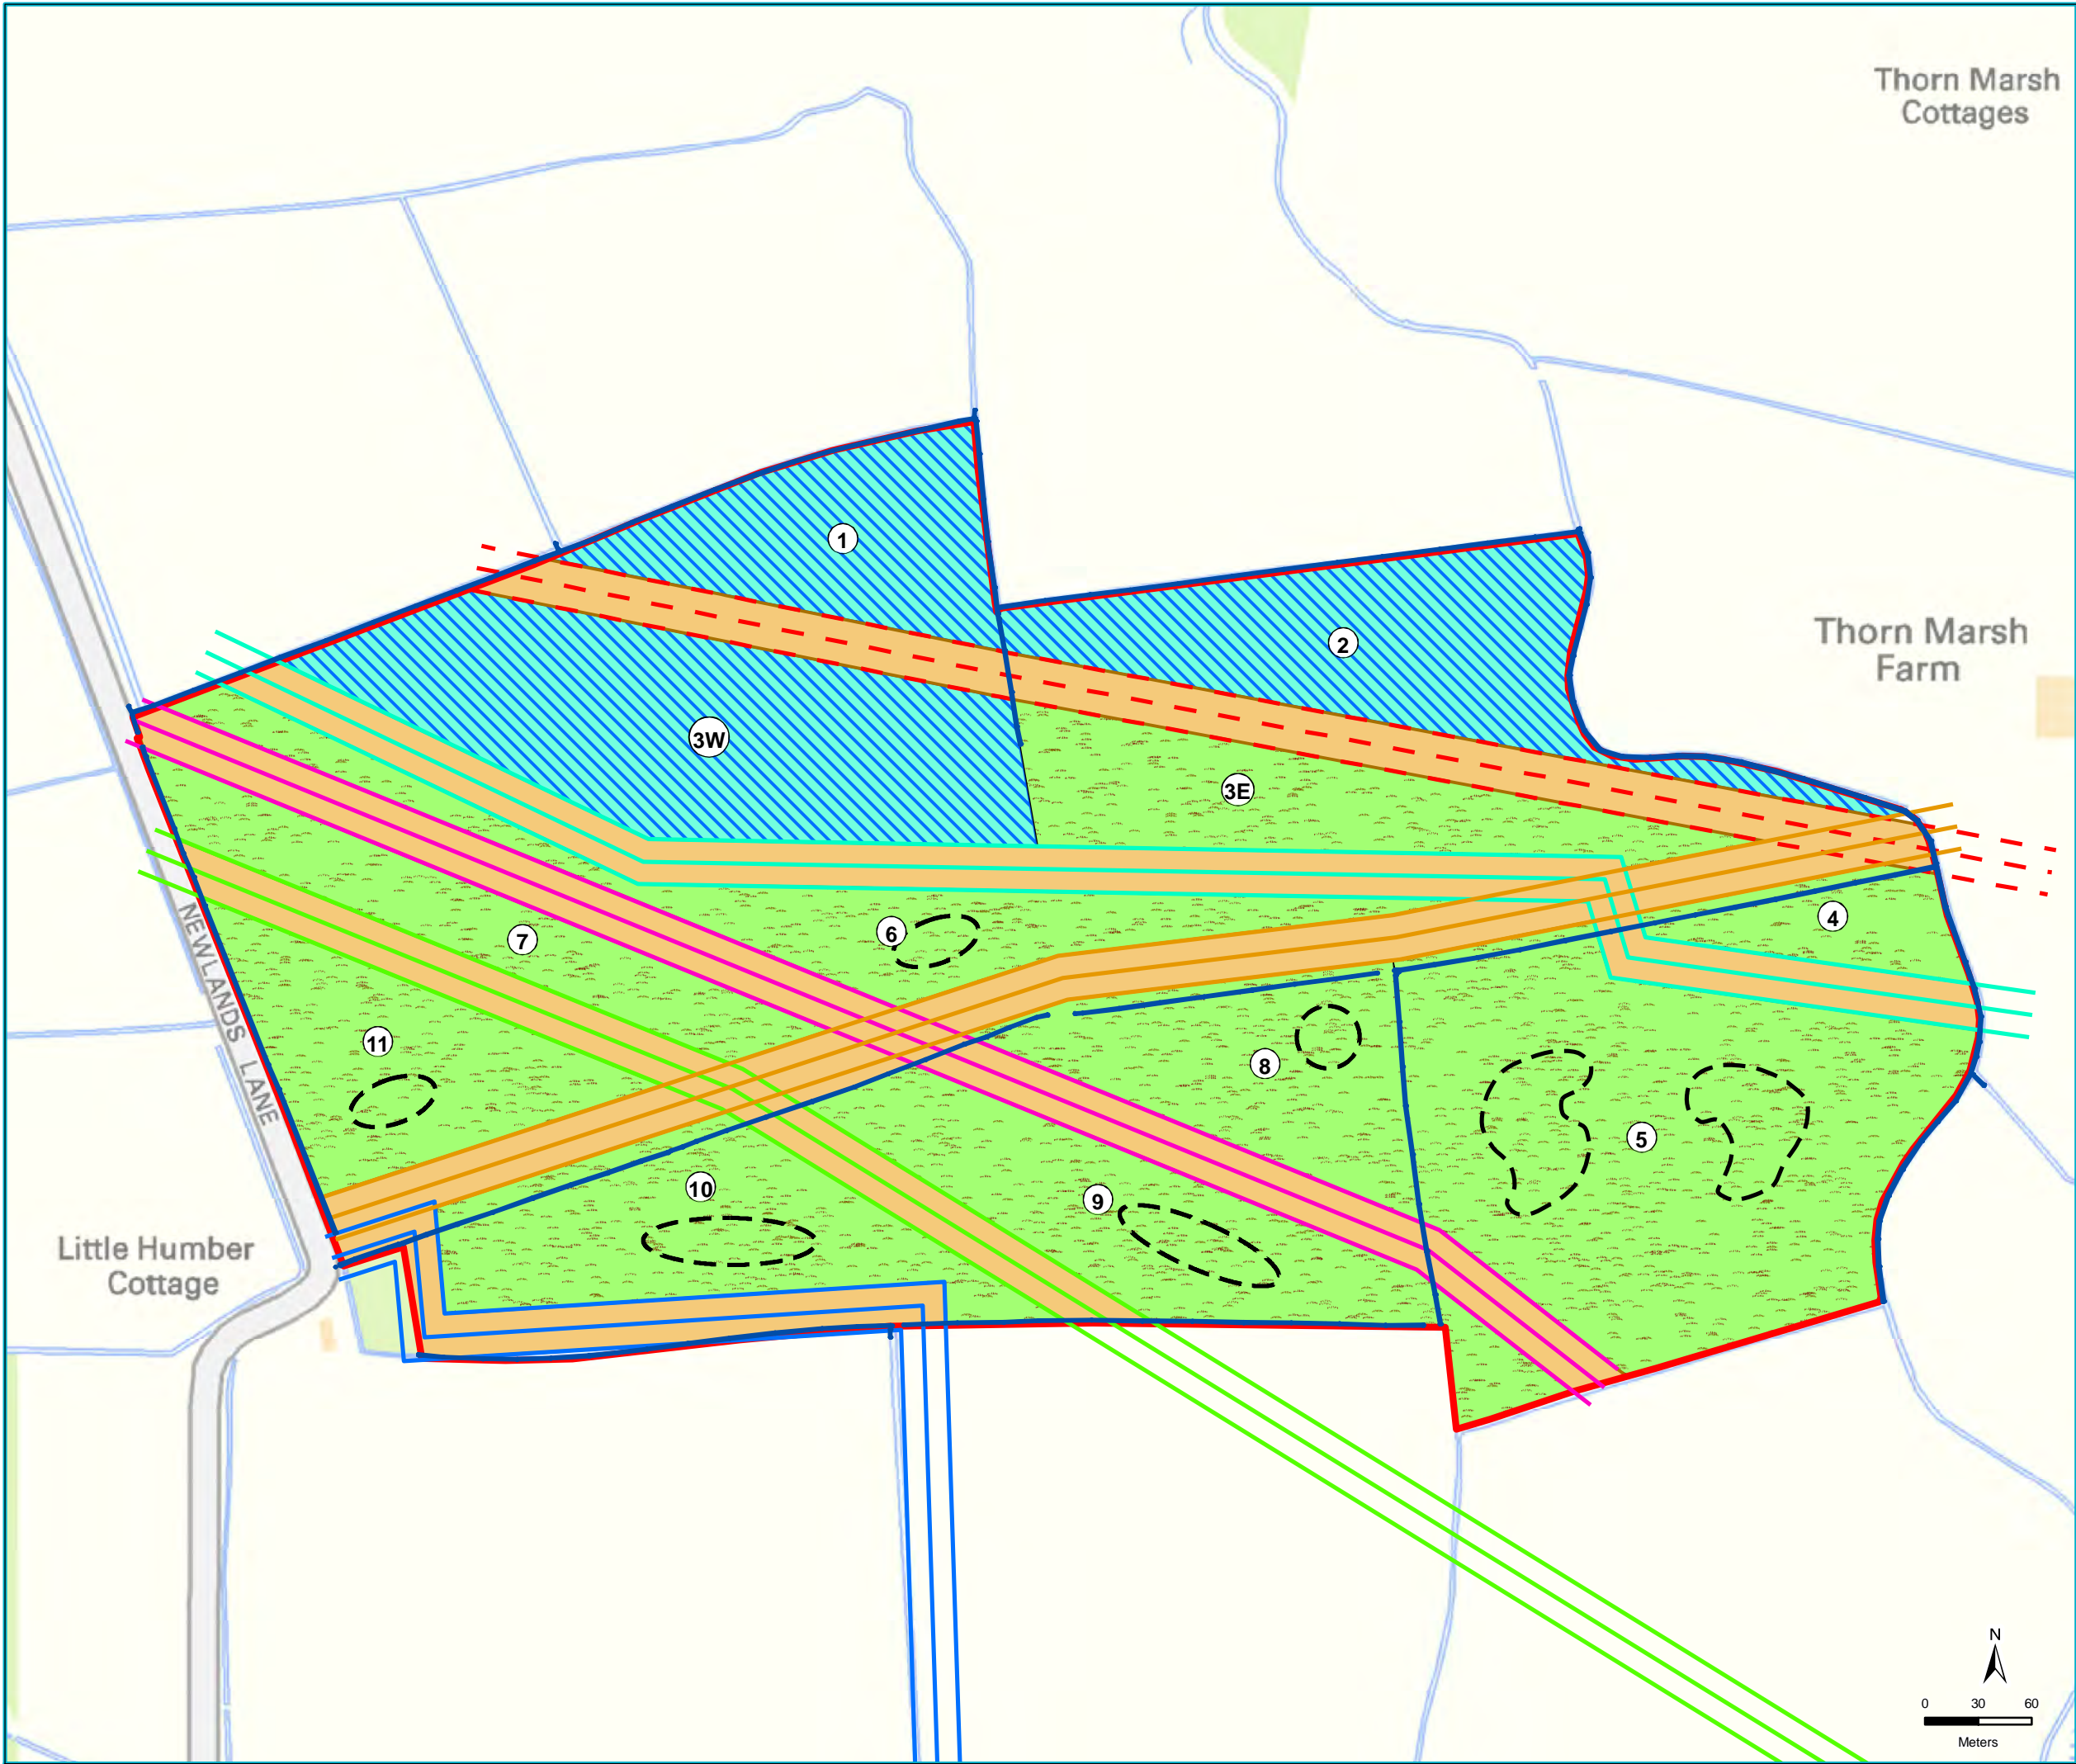 Thorn Marsh
Cottages
1
2
Thorn Marsh
Farm
3W
3E
4
6
7
NEWLANDS LANE
11
8
5
10
9
Little Humber
Cottage
N
0 30 60
Meters